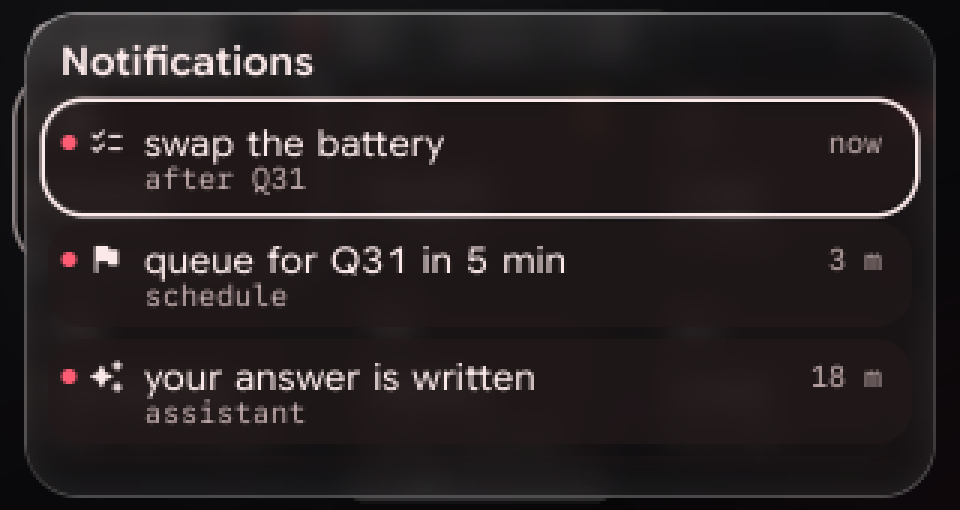 Notifications
swap the battery now
after Q31
queue for Q31 in 5 min 3 m
schedule
your answer is written 18 m
assistant